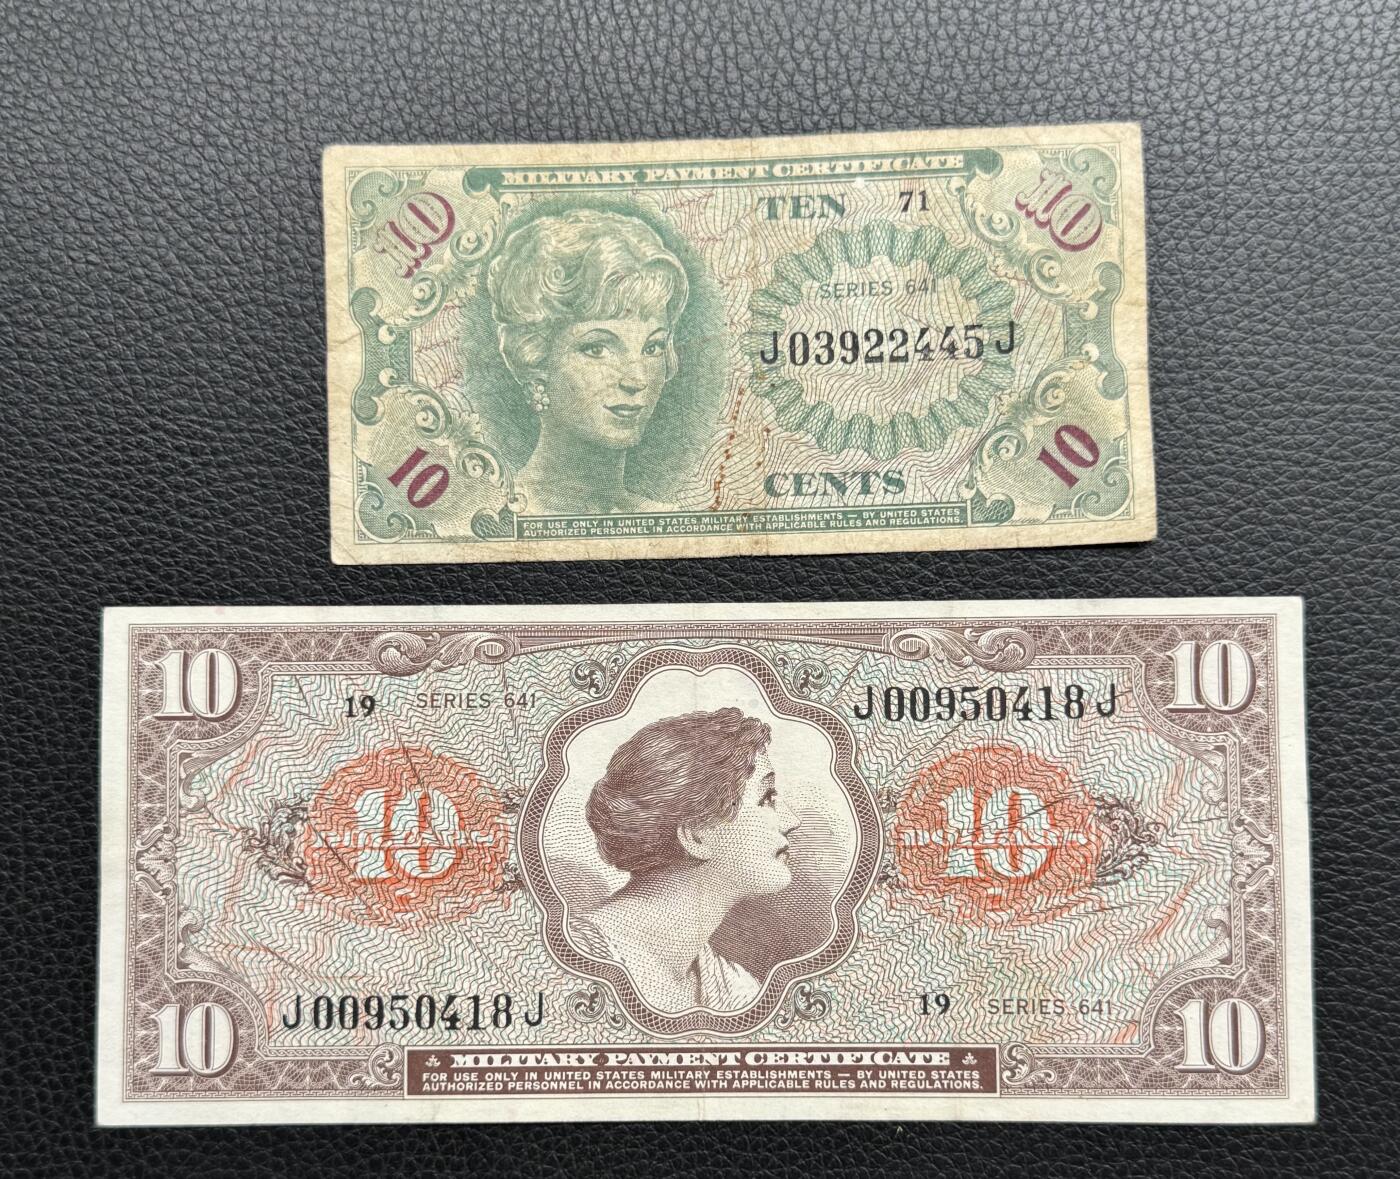 MILITARY PAYMENT CERTIFICATE
10 TEN 71 10
SERIES 641
J03922445J
10 CENTS 10
FOR USE ONLY IN UNITED STATES MILITARY ESTABLISHMENTS — BY UNITED STATES
AUTHORIZED PERSONNEL IN ACCORDANCE WITH APPLICABLE RULES AND REGULATIONS.
10 19 SERIES 641 J00950418J 10
10 10
10 J00950418J 19 SERIES 641 10
MILITARY PAYMENT CERTIFICATE
FOR USE ONLY IN UNITED STATES MILITARY ESTABLISHMENTS — BY UNITED STATES
AUTHORIZED PERSONNEL IN ACCORDANCE WITH APPLICABLE RULES AND REGULATIONS.